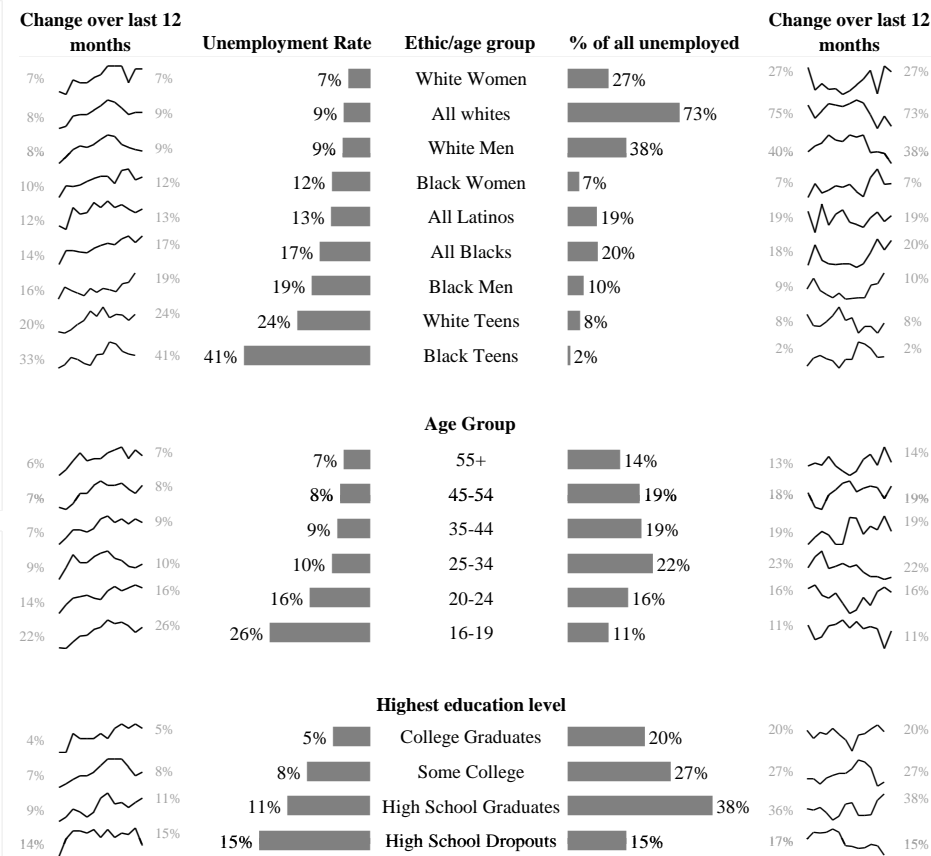 Change over last 12 months Unemployment Rate Ethic/age group % of all unemployed Change over last 12 months
7% 7% 7% White Women 27% 27% 27%
8% 9% 9% All whites 73% 75% 73%
8% 9% 9% White Men 38% 40% 38%
10% 12% 12% Black Women 7% 7% 7%
12% 13% 13% All Latinos 19% 19% 19%
14% 17% 17% All Blacks 20% 18% 20%
16% 19% 19% Black Men 10% 9% 10%
20% 24% 24% White Teens 8% 8% 8%
33% 41% 41% Black Teens 2% 2% 2%
Age Group
6% 7% 7% 55+ 14% 13% 14%
7% 8% 8% 45-54 19% 18% 19%
7% 9% 9% 35-44 19% 19% 19%
9% 10% 10% 25-34 22% 23% 22%
14% 16% 16% 20-24 16% 16% 16%
22% 26% 26% 16-19 11% 11% 11%
Highest education level
4% 5% 5% College Graduates 20% 20% 20%
7% 8% 8% Some College 27% 27% 27%
9% 11% 11% High School Graduates 38% 36% 38%
14% 15% 15% High School Dropouts 15% 17% 15%